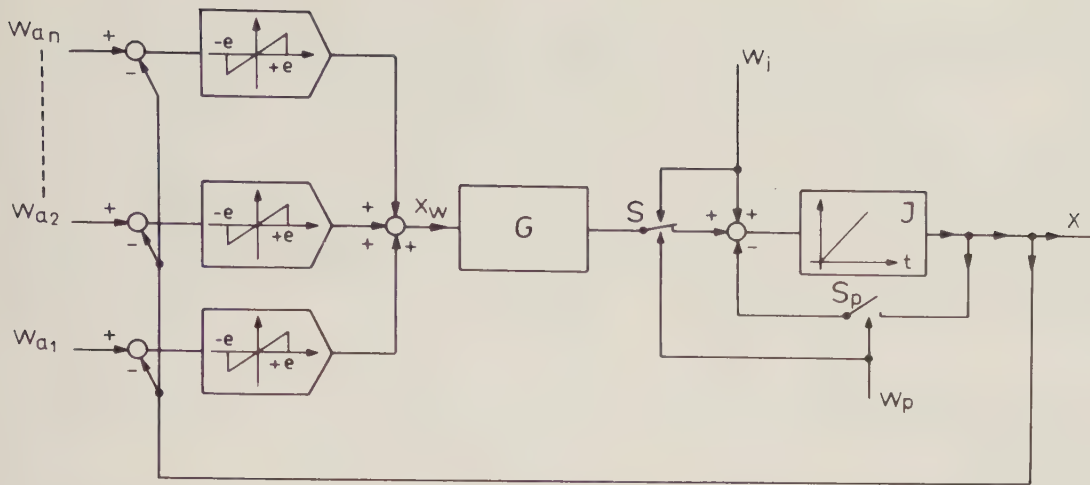 Wan
+
-
-e
+e
Wi
Wa2
+
-
-e
+e
+
+
+
xw
G
S
+
+
-
J
t
x
Sp
Wa1
+
-
-e
+e
Wp